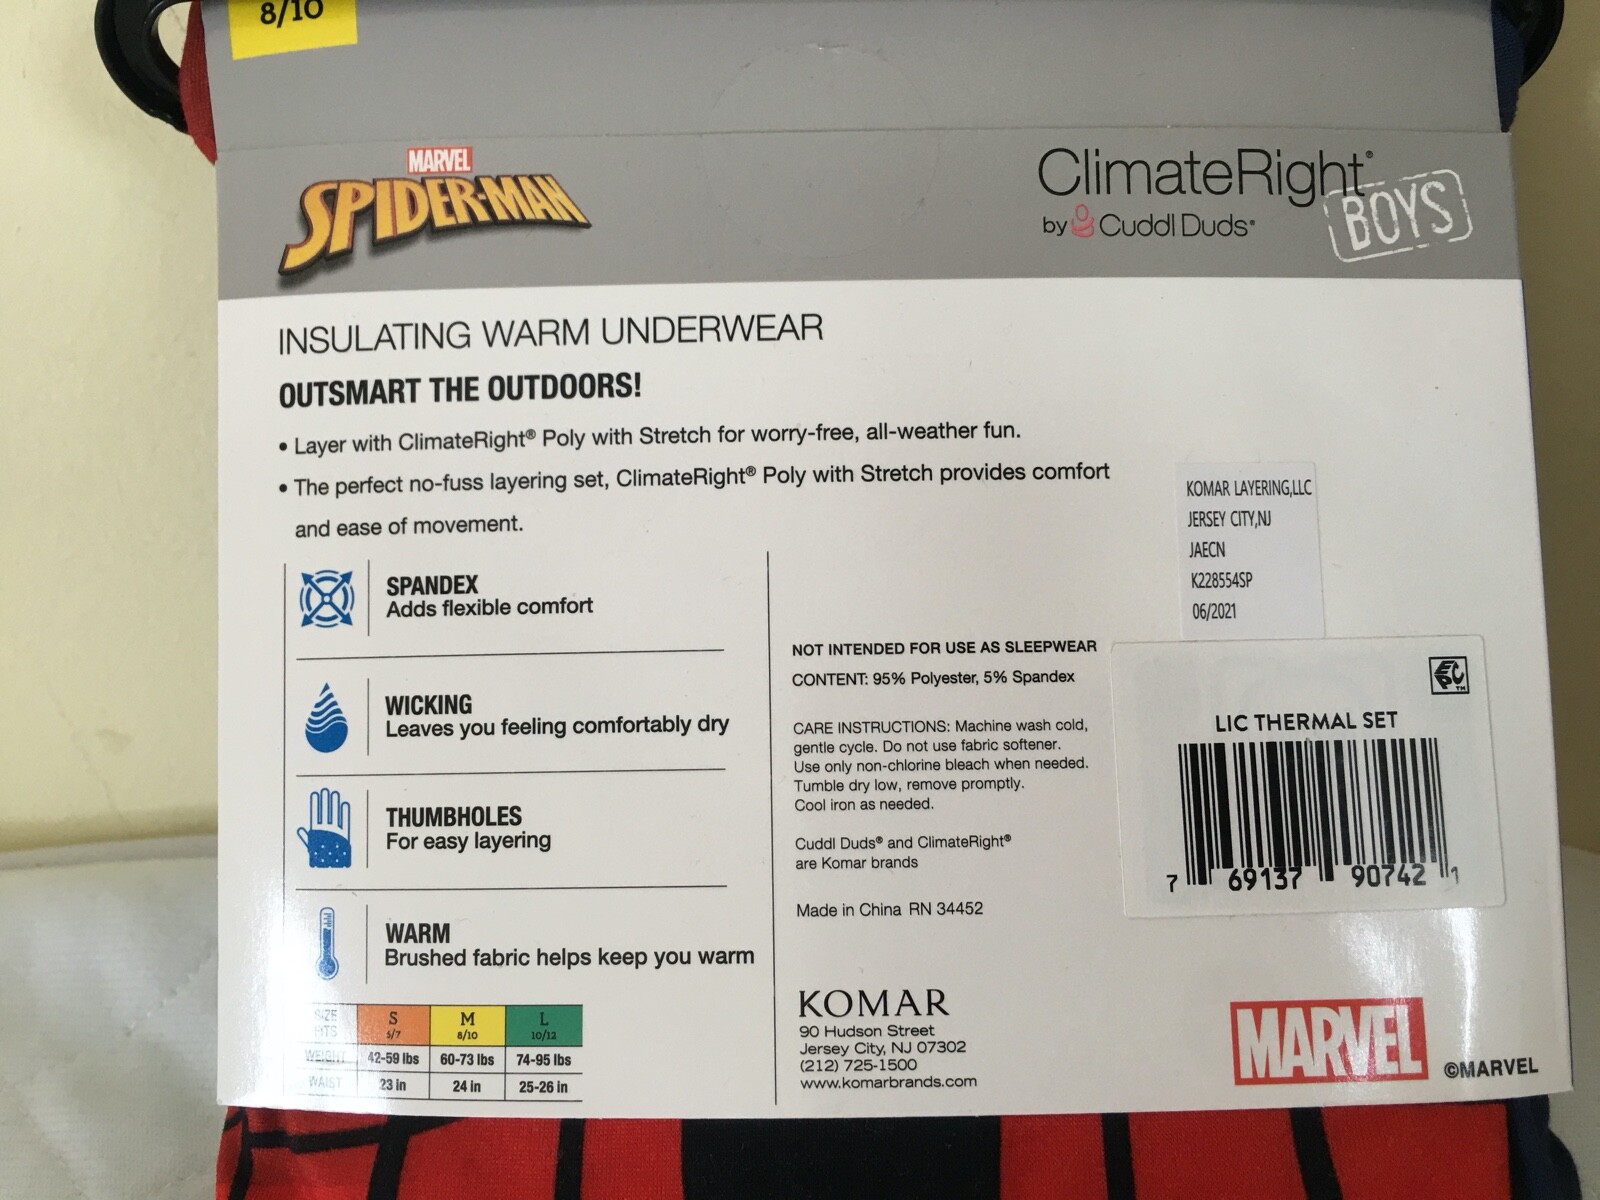 8/10
MARVEL
SPIDER-MAN
ClimateRight®
by Cuddl Duds®
BOYS
INSULATING WARM UNDERWEAR
OUTSMART THE OUTDOORS!
• Layer with ClimateRight® Poly with Stretch for worry-free, all-weather fun.
• The perfect no-fuss layering set, ClimateRight® Poly with Stretch provides comfort
and ease of movement.
SPANDEX
Adds flexible comfort
WICKING
Leaves you feeling comfortably dry
THUMBHOLES
For easy layering
WARM
Brushed fabric helps keep you warm
SIZE S M L
FITS 5/7 8/10 10/12
WEIGHT 42-59 lbs 60-73 lbs 74-95 lbs
WAIST 23 in 24 in 25-26 in
NOT INTENDED FOR USE AS SLEEPWEAR
CONTENT: 95% Polyester, 5% Spandex
CARE INSTRUCTIONS: Machine wash cold,
gentle cycle. Do not use fabric softener.
Use only non-chlorine bleach when needed.
Tumble dry low, remove promptly.
Cool iron as needed.
Cuddl Duds® and ClimateRight®
are Komar brands
Made in China RN 34452
KOMAR
90 Hudson Street
Jersey City, NJ 07302
(212) 725-1500
www.komarbrands.com
KOMAR LAYERING,LLC
JERSEY CITY,NJ
JAECN
K228554SP
06/2021
EPC™
LIC THERMAL SET
7 69137 90742 1
MARVEL
©MARVEL